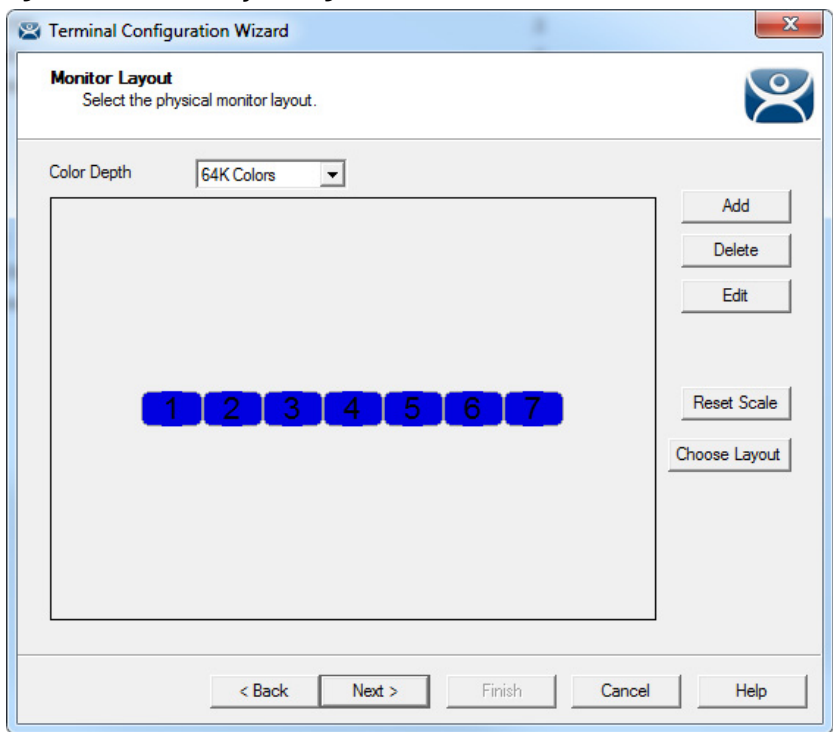 Terminal Configuration Wizard
Monitor Layout
Select the physical monitor layout.
Color Depth
64K Colors
Add
Delete
Edit
1 2 3 4 5 6 7
Reset Scale
Choose Layout
< Back Next > Finish Cancel Help